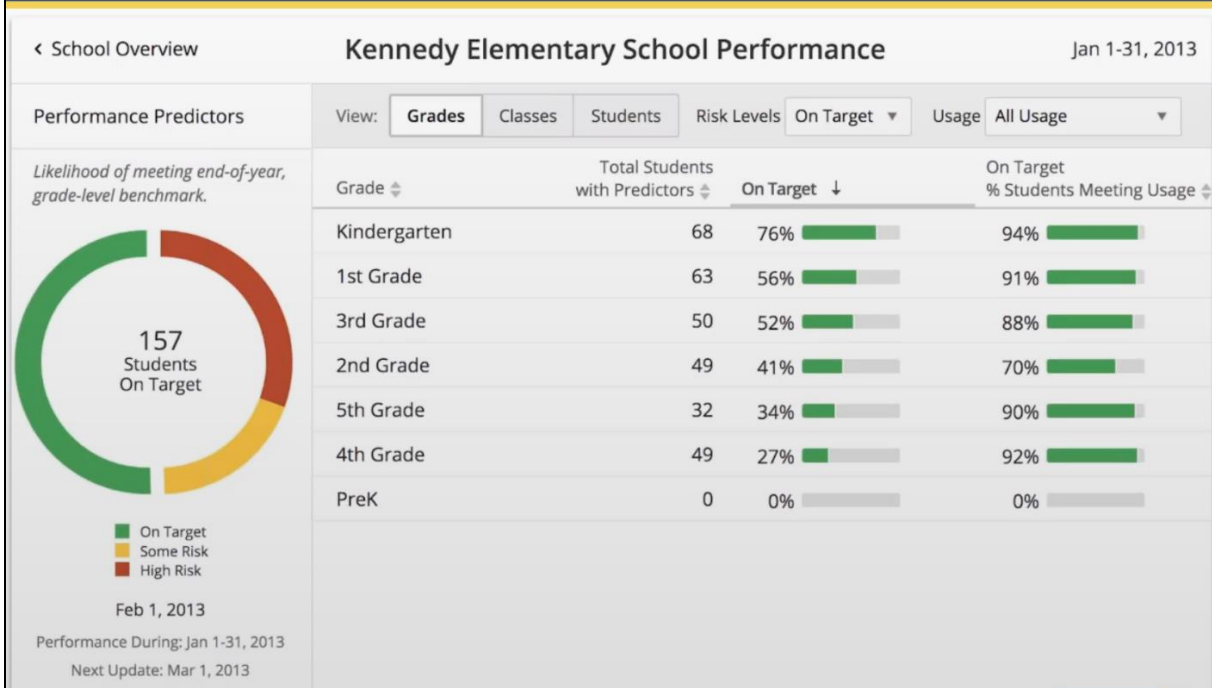 ‹ School Overview
Kennedy Elementary School Performance
Jan 1-31, 2013
Performance Predictors
View: Grades Classes Students Risk Levels On Target Usage All Usage
Likelihood of meeting end-of-year,
grade-level benchmark.
157
Students
On Target
On Target
Some Risk
High Risk
Feb 1, 2013
Performance During: Jan 1-31, 2013
Next Update: Mar 1, 2013
Grade
Total Students
with Predictors
On Target ↓
On Target
% Students Meeting Usage
Kindergarten 68 76% 94%
1st Grade 63 56% 91%
3rd Grade 50 52% 88%
2nd Grade 49 41% 70%
5th Grade 32 34% 90%
4th Grade 49 27% 92%
PreK 0 0% 0%